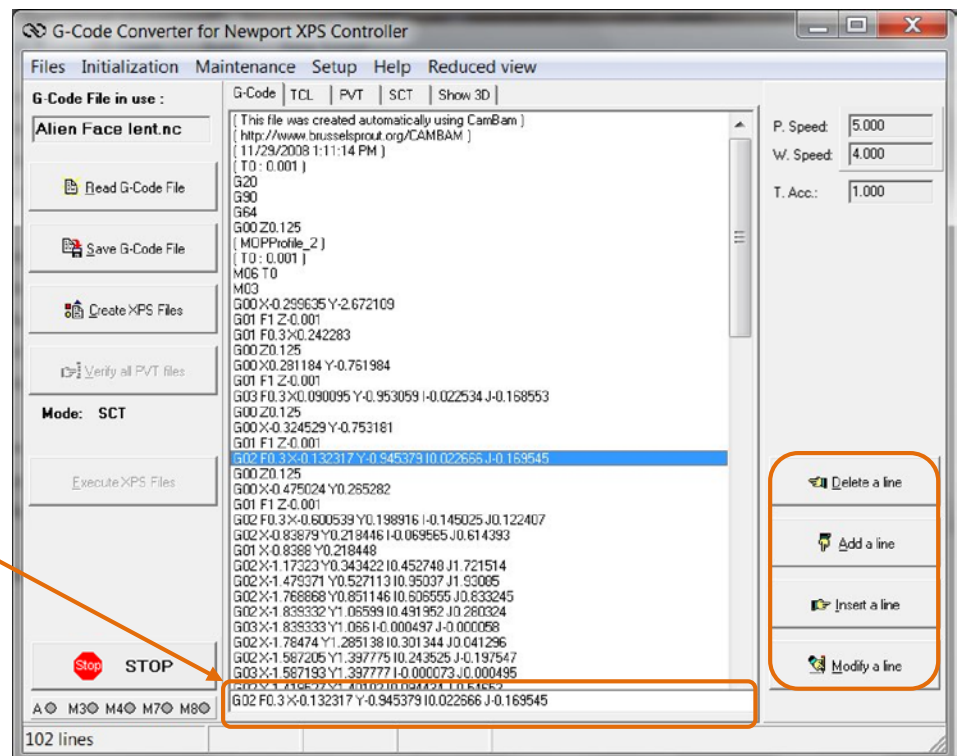 G-Code Converter for Newport XPS Controller
Files Initialization Maintenance Setup Help Reduced view
G-Code File in use :
Alien Face lent.nc
Read G-Code File
Save G-Code File
Create XPS Files
Verify all PVT files
Mode: SCT
Execute XPS Files
Stop STOP
A M3 M4 M7 M8
102 lines
G-Code TCL PVT SCT Show 3D
( This file was created automatically using CamBam )
( http://www.brusselsprout.org/CAMBAM )
( 11/29/2008 1:11:14 PM )
( T0 : 0.001 )
G20
G90
G64
G00 Z0.125
( MOPProfile_2 )
( T0 : 0.001 )
M06 T0
M03
G00 X-0.299635 Y-2.672109
G01 F1 Z-0.001
G01 F0.3 X0.242283
G00 Z0.125
G00 X0.281184 Y-0.761984
G01 F1 Z-0.001
G03 F0.3 X0.090095 Y-0.953059 I-0.022534 J-0.168553
G00 Z0.125
G00 X-0.324529 Y-0.753181
G01 F1 Z-0.001
G02 F0.3 X-0.132317 Y-0.945379 I0.022666 J-0.169545
G00 Z0.125
G00 X-0.475024 Y0.265282
G01 F1 Z-0.001
G02 F0.3 X-0.600539 Y0.198916 I-0.145025 J0.122407
G02 X-0.83879 Y0.218446 I-0.069565 J0.614393
G01 X-0.8388 Y0.218448
G02 X-1.17323 Y0.343422 I0.452748 J1.721514
G02 X-1.479371 Y0.527113 I0.95037 J1.93085
G02 X-1.768868 Y0.851146 I0.606555 J0.833245
G02 X-1.839332 Y1.06599 I0.491952 J0.280324
G03 X-1.839333 Y1.066 I-0.000497 J-0.000058
G02 X-1.78474 Y1.285138 I0.301344 J0.041296
G02 X-1.587205 Y1.397775 I0.243525 J-0.197547
G03 X-1.587193 Y1.397777 I-0.000073 J0.000495
G02 F0.3 X-0.132317 Y-0.945379 I0.022666 J-0.169545
P. Speed: 5.000
W. Speed: 4.000
T. Acc.: 1.000
Delete a line
Add a line
Insert a line
Modify a line